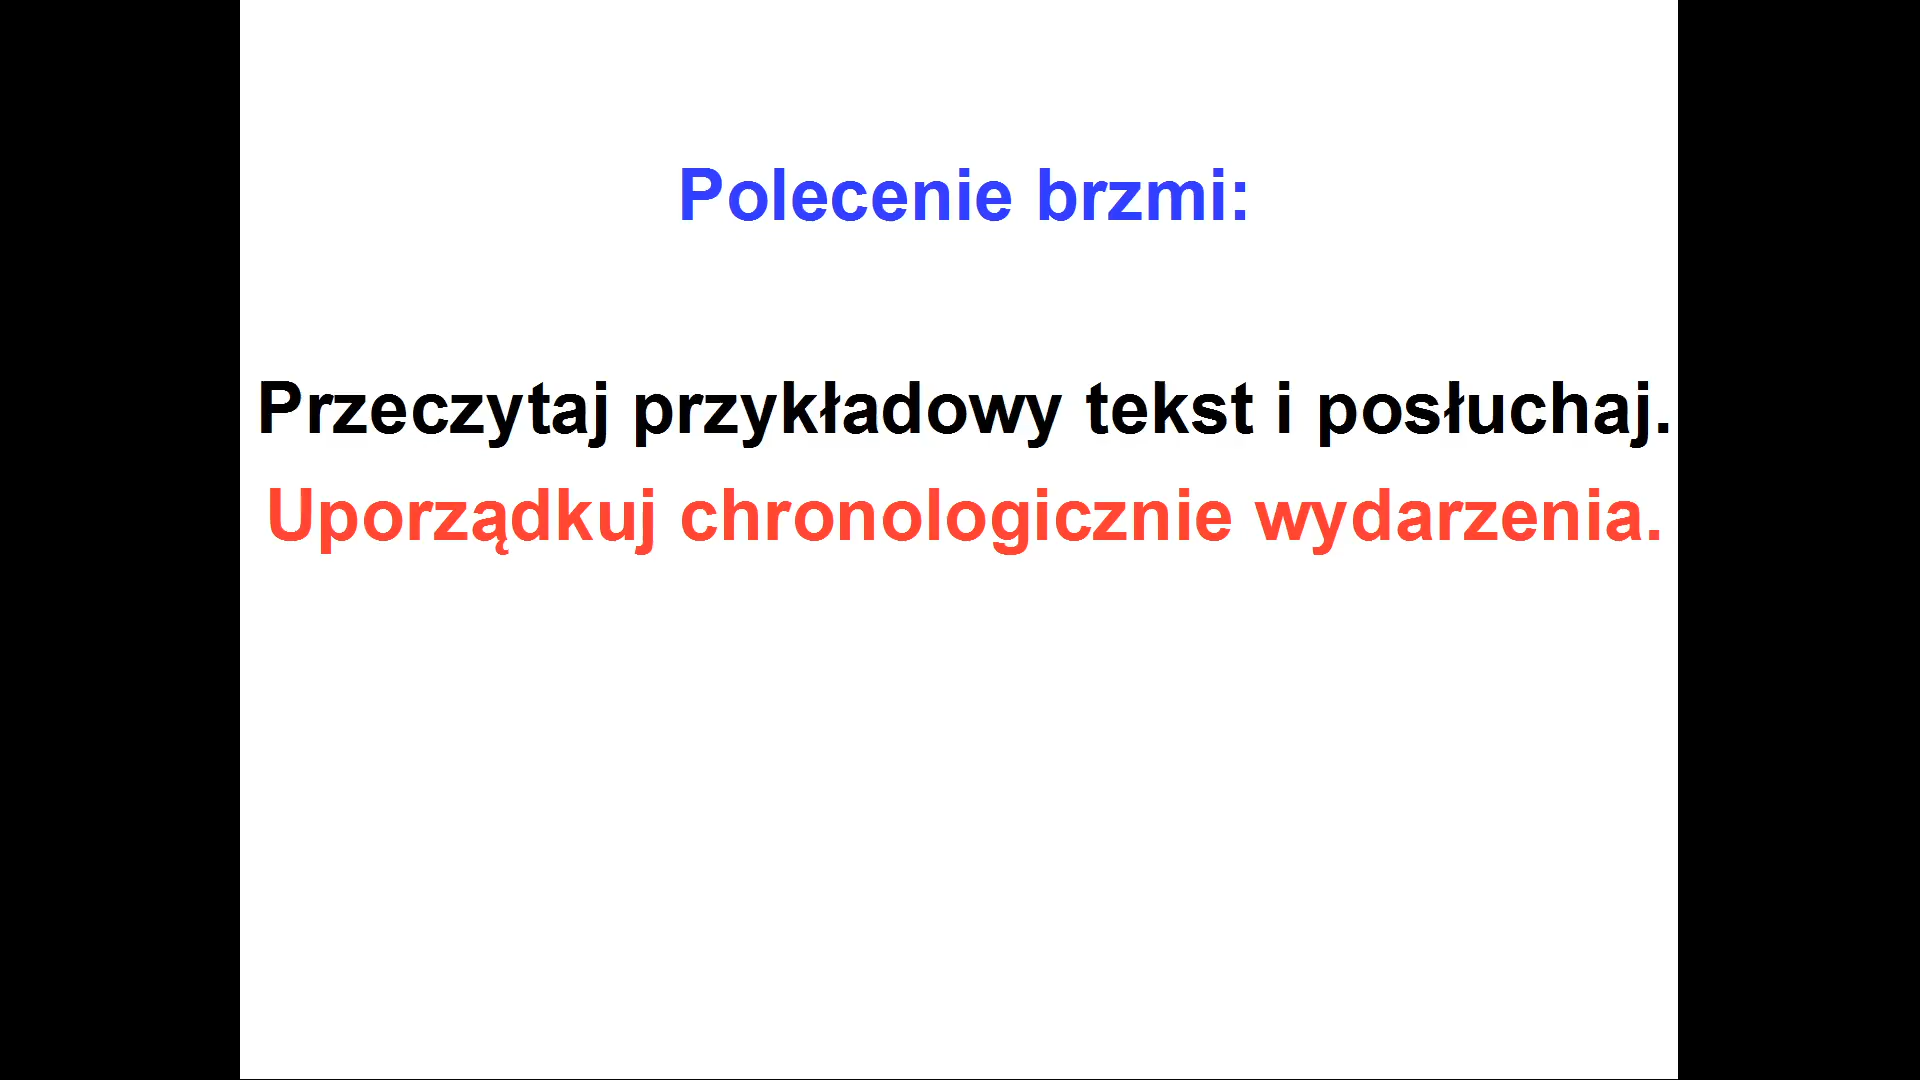 Polecenie brzmi:
Przeczytaj przykładowy tekst i posłuchaj.
Uporządkuj chronologicznie wydarzenia.